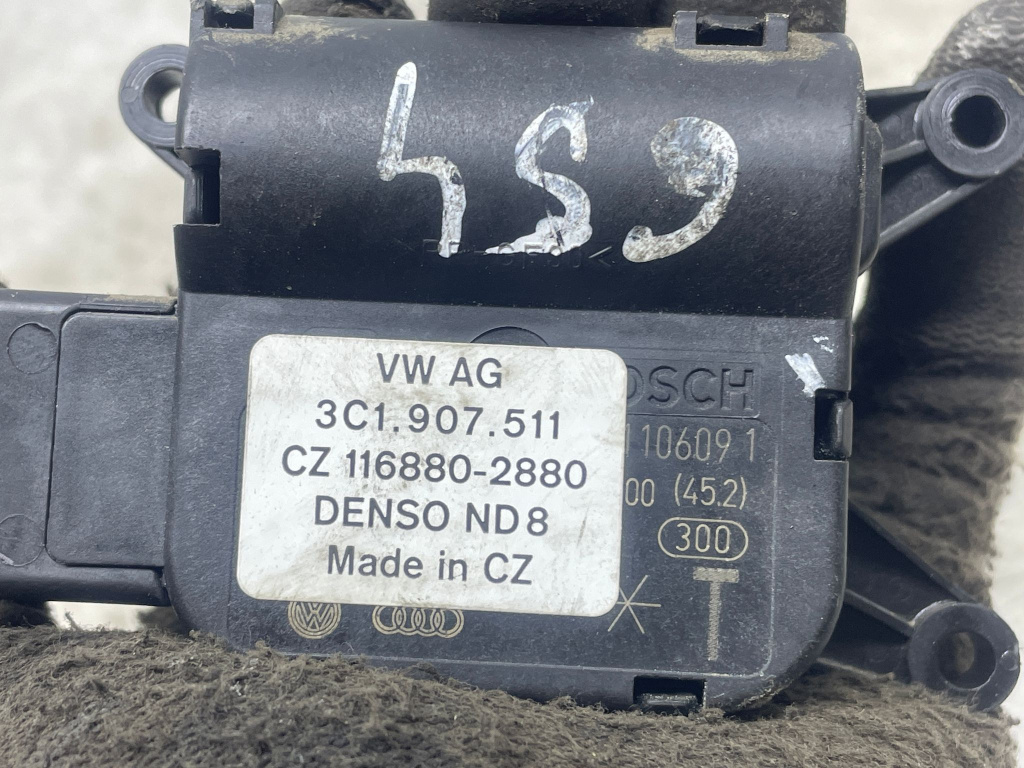 4S9
VW AG
3C1.907.511
CZ 116880-2880
DENSO ND8
Made in CZ
OSCH
106091
00 (45.2)
300
T